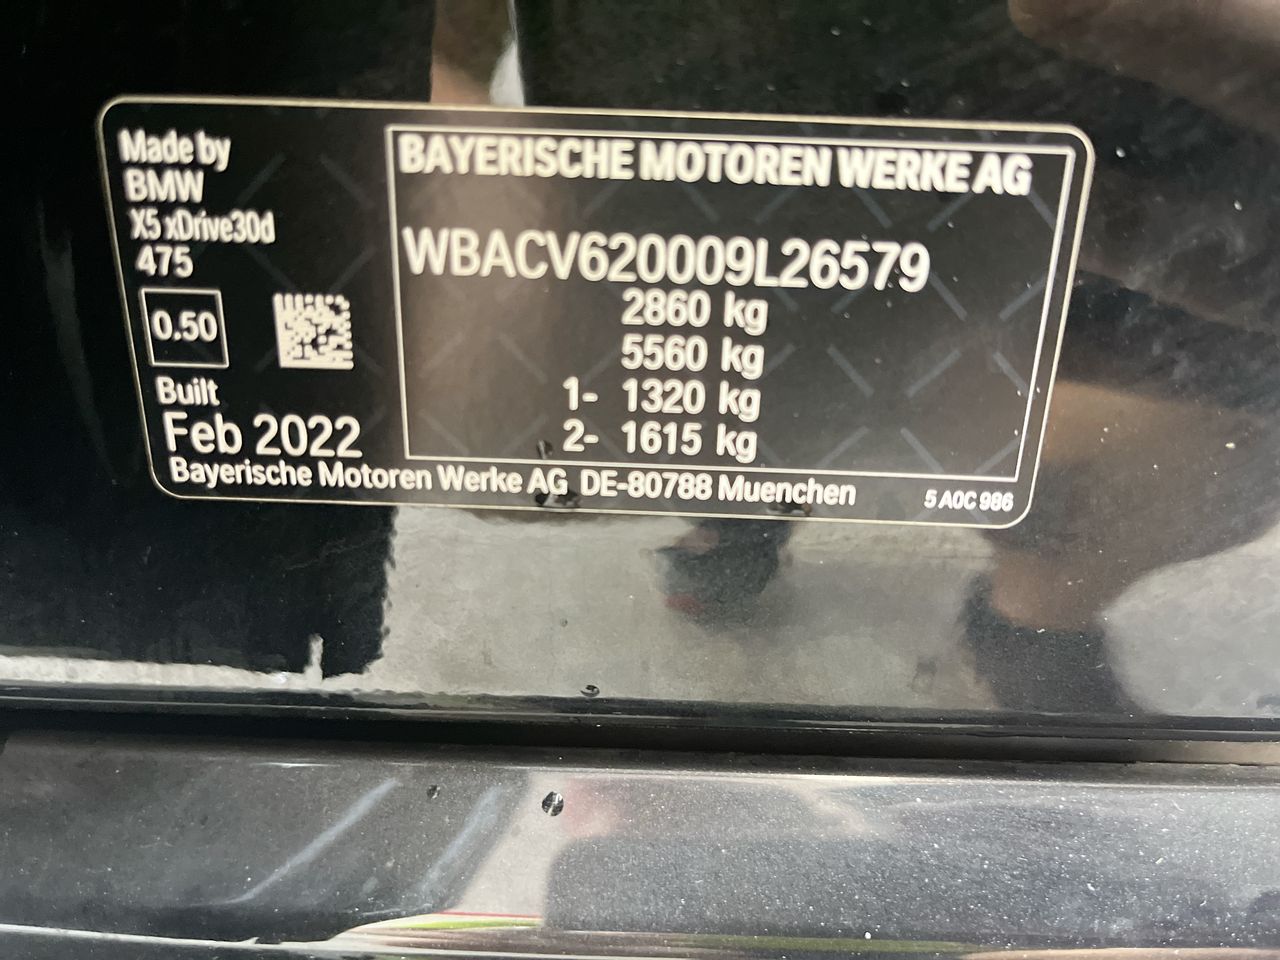 Made by
BMW
X5 xDrive30d
475
0.50
Built
Feb 2022
BAYERISCHE MOTOREN WERKE AG
WBACV620009L26579
2860 kg
5560 kg
1- 1320 kg
2- 1615 kg
Bayerische Motoren Werke AG DE-80788 Muenchen
5 A0C 986